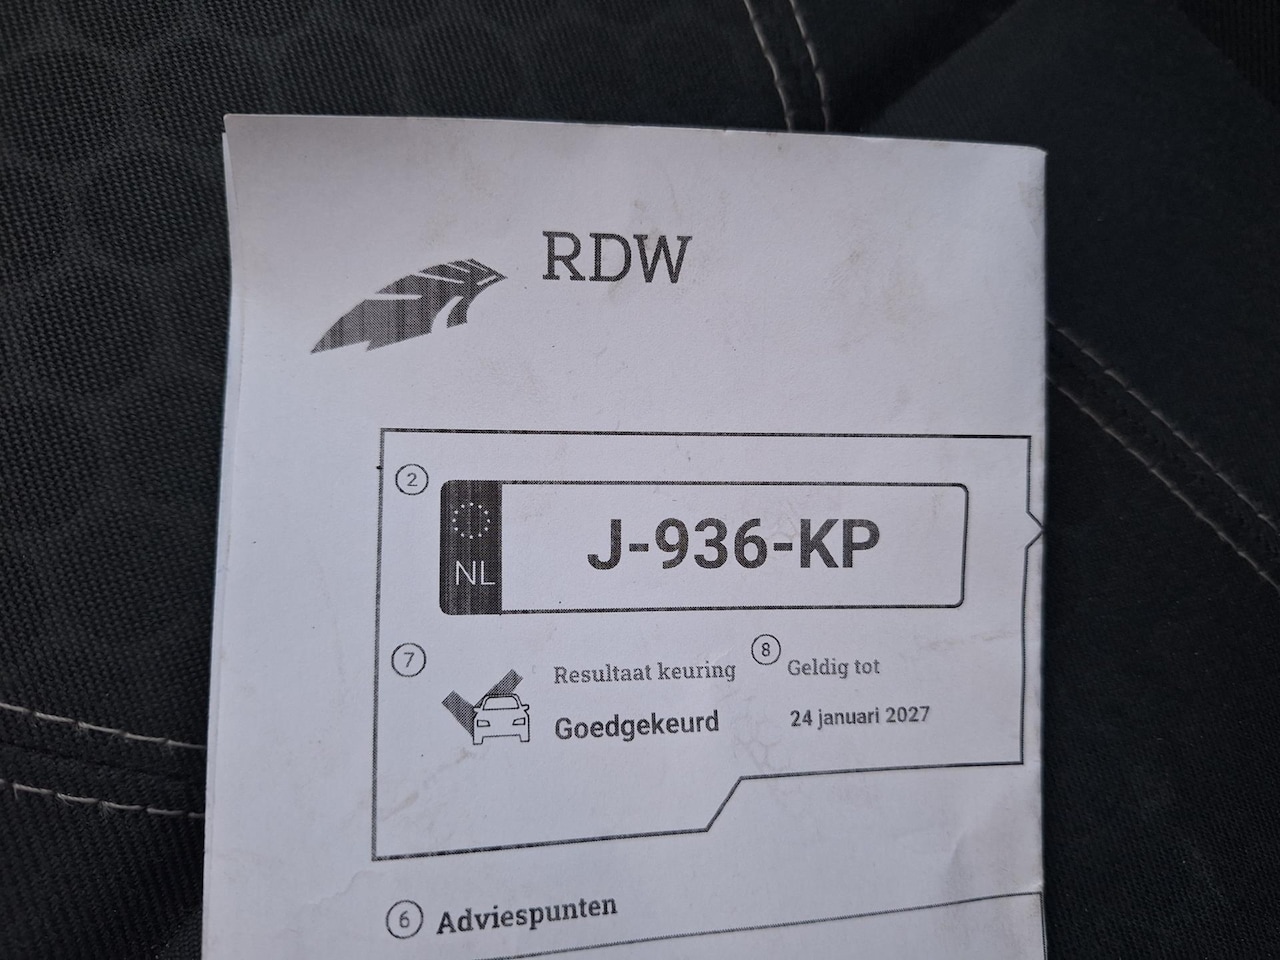 RDW
2
NL
J-936-KP
7
Resultaat keuring
8
Geldig tot
Goedgekeurd
24 januari 2027
6 Adviespunten